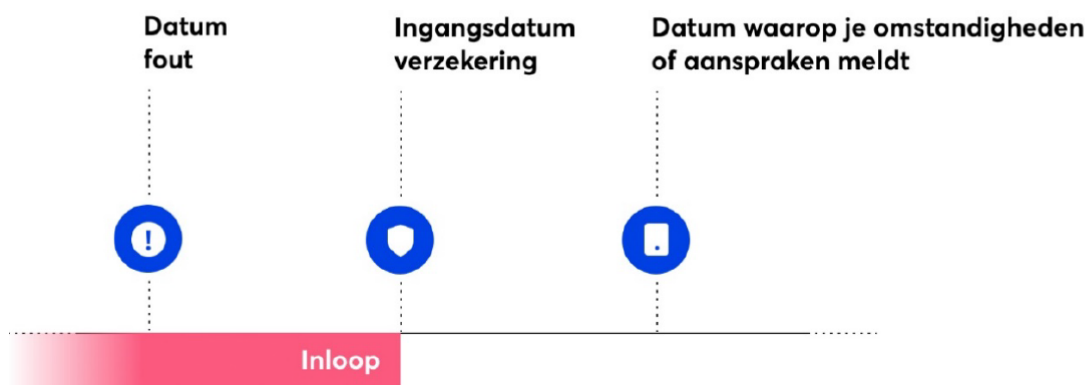 Datum
fout
Ingangsdatum
verzekering
Datum waarop je omstandigheden
of aanspraken meldt
!
Inloop